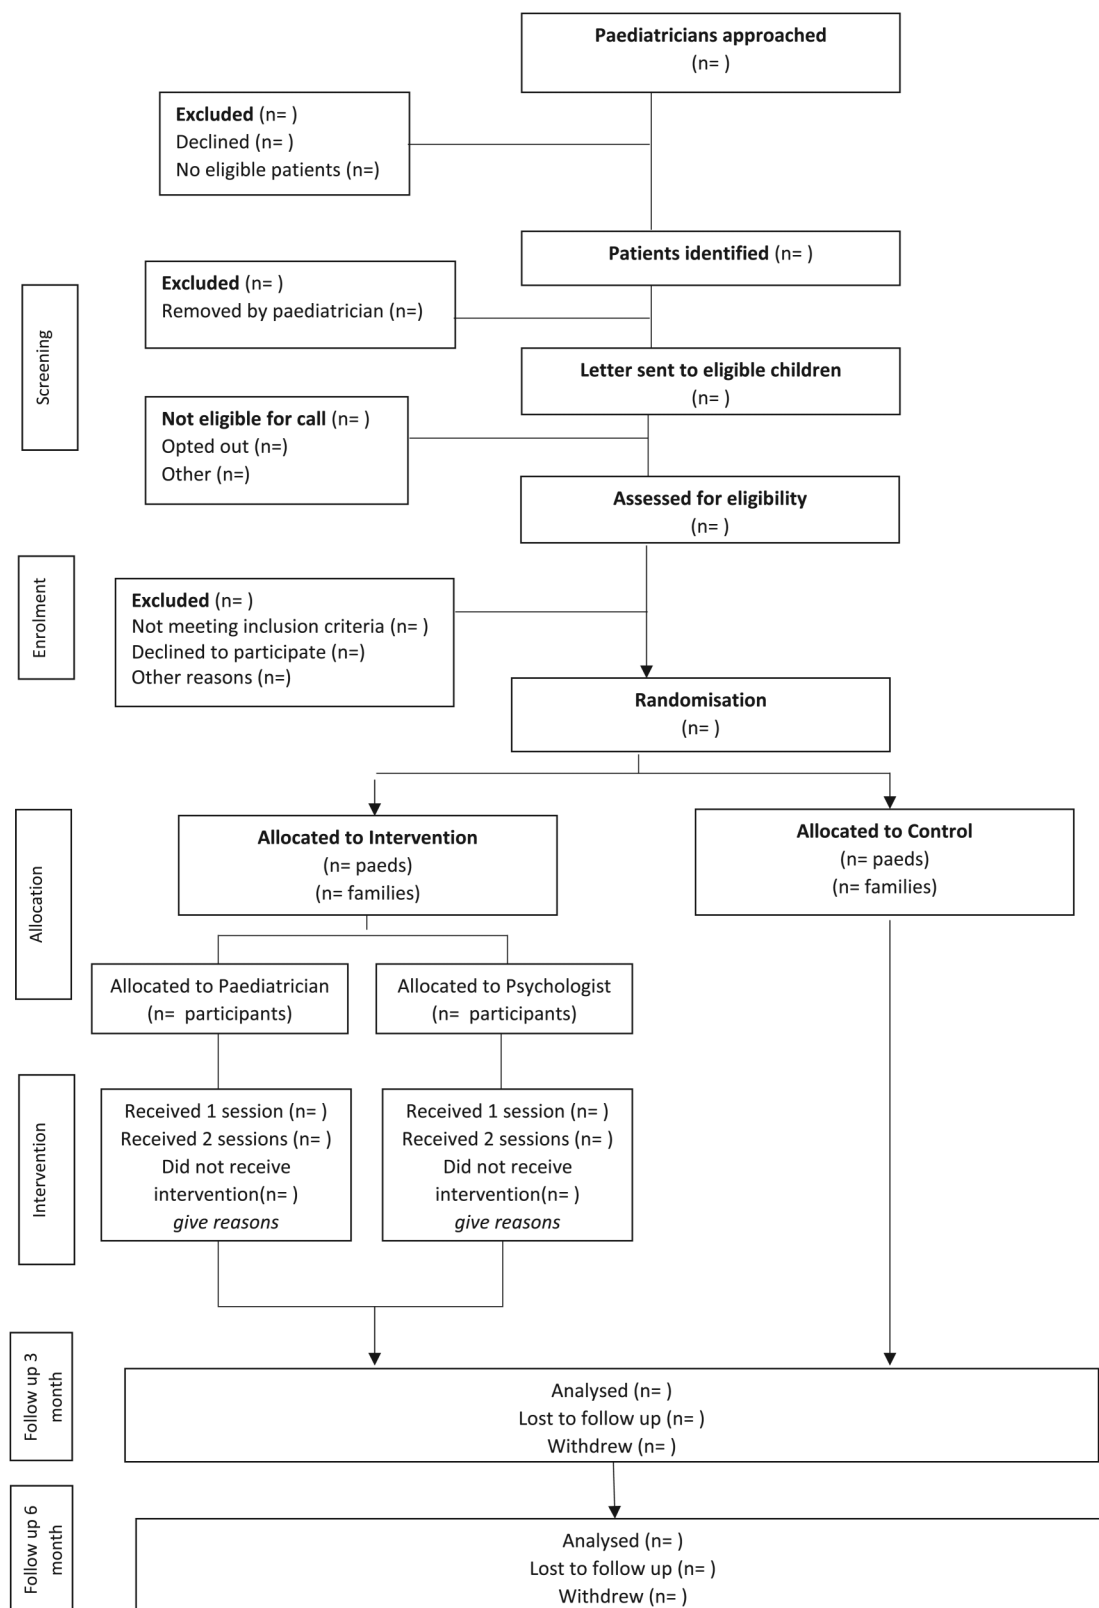 Paediatricians approached
(n= )
Excluded (n= )
Declined (n= )
No eligible patients (n=)
Patients identified (n= )
Excluded (n= )
Removed by paediatrician (n=)
Screening
Letter sent to eligible children
(n= )
Not eligible for call (n= )
Opted out (n=)
Other (n=)
Assessed for eligibility
(n= )
Enrolment
Excluded (n= )
Not meeting inclusion criteria (n= )
Declined to participate (n=)
Other reasons (n=)
Randomisation
(n= )
Allocation
Allocated to Intervention
(n= paeds)
(n= families)
Allocated to Control
(n= paeds)
(n= families)
Allocated to Paediatrician
(n=  participants)
Allocated to Psychologist
(n=  participants)
Intervention
Received 1 session (n= )
Received 2 sessions (n= )
Did not receive
intervention(n= )
give reasons
Received 1 session (n= )
Received 2 sessions (n= )
Did not receive
intervention(n= )
give reasons
Follow up 3
month
Analysed (n= )
Lost to follow up (n= )
Withdrew (n= )
Follow up 6
month
Analysed (n= )
Lost to follow up (n= )
Withdrew (n= )